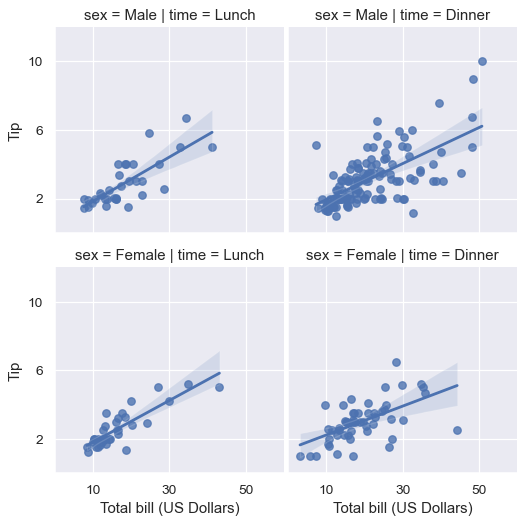 sex = Male | time = Lunch
sex = Male | time = Dinner
10
6
2
Tip
sex = Female | time = Lunch
sex = Female | time = Dinner
10
6
2
Tip
10 30 50
10 30 50
Total bill (US Dollars)
Total bill (US Dollars)